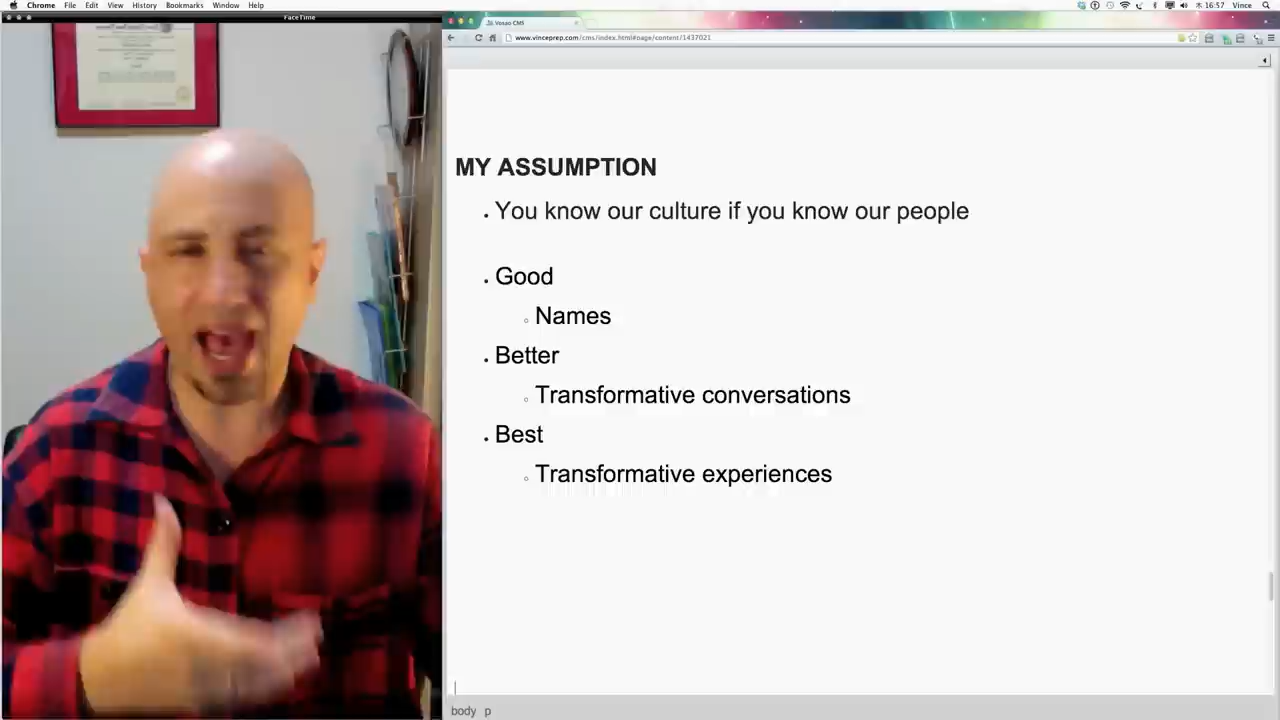 Chrome File Edit View History Bookmarks Window Help
16:57 Vince
FaceTime
Vosao CMS
www.vinceprep.com/cms/index.html#page/content/1437021
MY ASSUMPTION
You know our culture if you know our people
Good
Names
Better
Transformative conversations
Best
Transformative experiences
body p